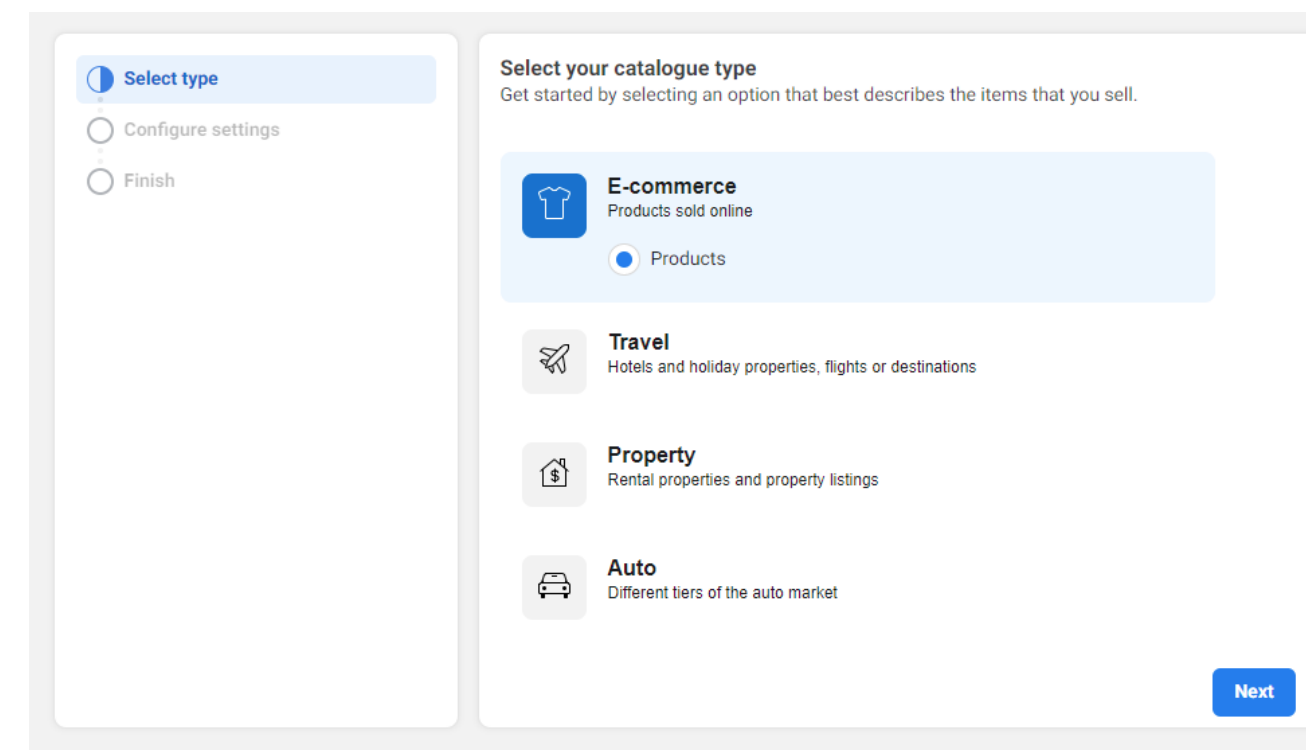 Select type
Configure settings
Finish
Select your catalogue type
Get started by selecting an option that best describes the items that you sell.
E-commerce
Products sold online
Products
Travel
Hotels and holiday properties, flights or destinations
Property
Rental properties and property listings
Auto
Different tiers of the auto market
Next